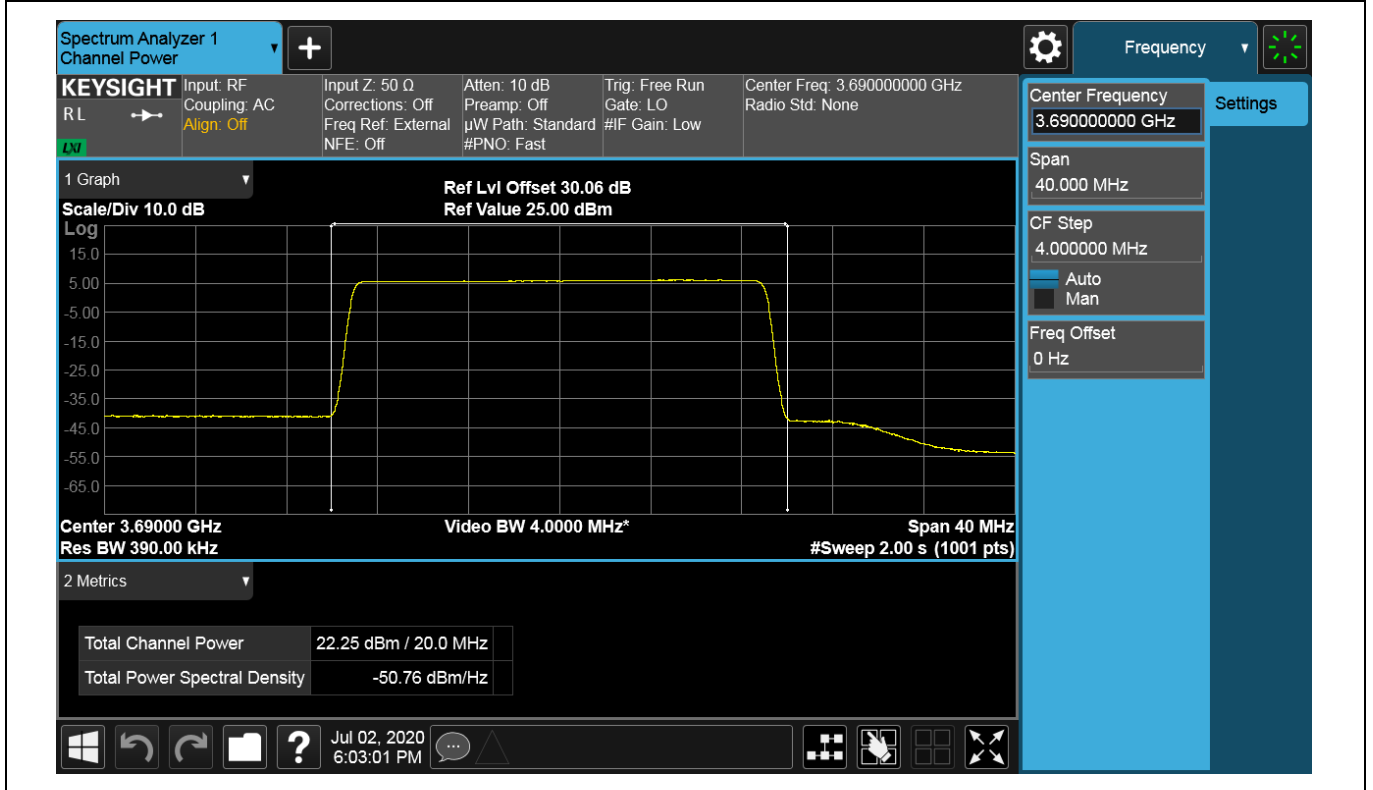 Spectrum Analyzer 1
Channel Power
+
Frequency
KEYSIGHT
R L
LXI
Input: RF
Coupling: AC
Align: Off
Input Z: 50 Ω
Corrections: Off
Freq Ref: External
NFE: Off
Atten: 10 dB
Preamp: Off
µW Path: Standard
#PNO: Fast
Trig: Free Run
Gate: LO
#IF Gain: Low
Center Freq: 3.690000000 GHz
Radio Std: None
Center Frequency
3.690000000 GHz
Settings
Span
40.000 MHz
CF Step
4.000000 MHz
Auto
Man
Freq Offset
0 Hz
1 Graph
Scale/Div 10.0 dB
Ref Lvl Offset 30.06 dB
Ref Value 25.00 dBm
Log
15.0
5.00
-5.00
-15.0
-25.0
-35.0
-45.0
-55.0
-65.0
Center 3.69000 GHz
Video BW 4.0000 MHz*
Span 40 MHz
Res BW 390.00 kHz
#Sweep 2.00 s (1001 pts)
2 Metrics
Total Channel Power 22.25 dBm / 20.0 MHz
Total Power Spectral Density -50.76 dBm/Hz
?
Jul 02, 2020
6:03:01 PM